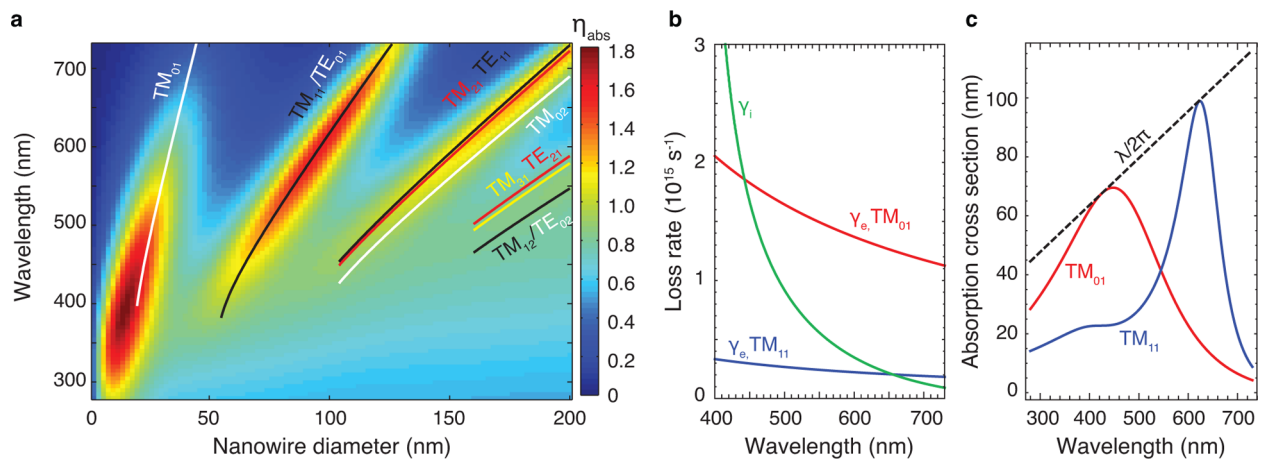 a
η_abs
Wavelength (nm)
700
600
500
400
300
0
50
100
150
200
Nanowire diameter (nm)
TM₀₁
TM₁₁/TE₀₁
TM₂₁ TE₁₁
TM₀₂
TM₃₁ TE₂₁
TM₁₂/TE₀₂
1.8
1.6
1.4
1.2
1.0
0.8
0.6
0.4
0.2
0
b
Loss rate (10¹⁵ s⁻¹)
3
2
1
0
400
500
600
700
Wavelength (nm)
γᵢ
γₑ, TM₀₁
γₑ, TM₁₁
c
Absorption cross section (nm)
100
80
60
40
20
0
300
400
500
600
700
Wavelength (nm)
λ/2π
TM₀₁
TM₁₁